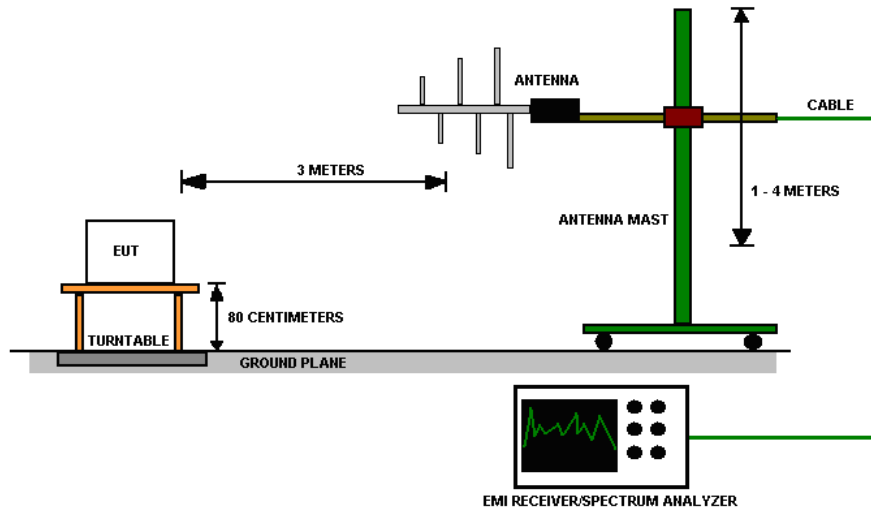 ANTENNA
CABLE
3 METERS
1 - 4 METERS
ANTENNA MAST
EUT
80 CENTIMETERS
TURNTABLE
GROUND PLANE
EMI RECEIVER/SPECTRUM ANALYZER